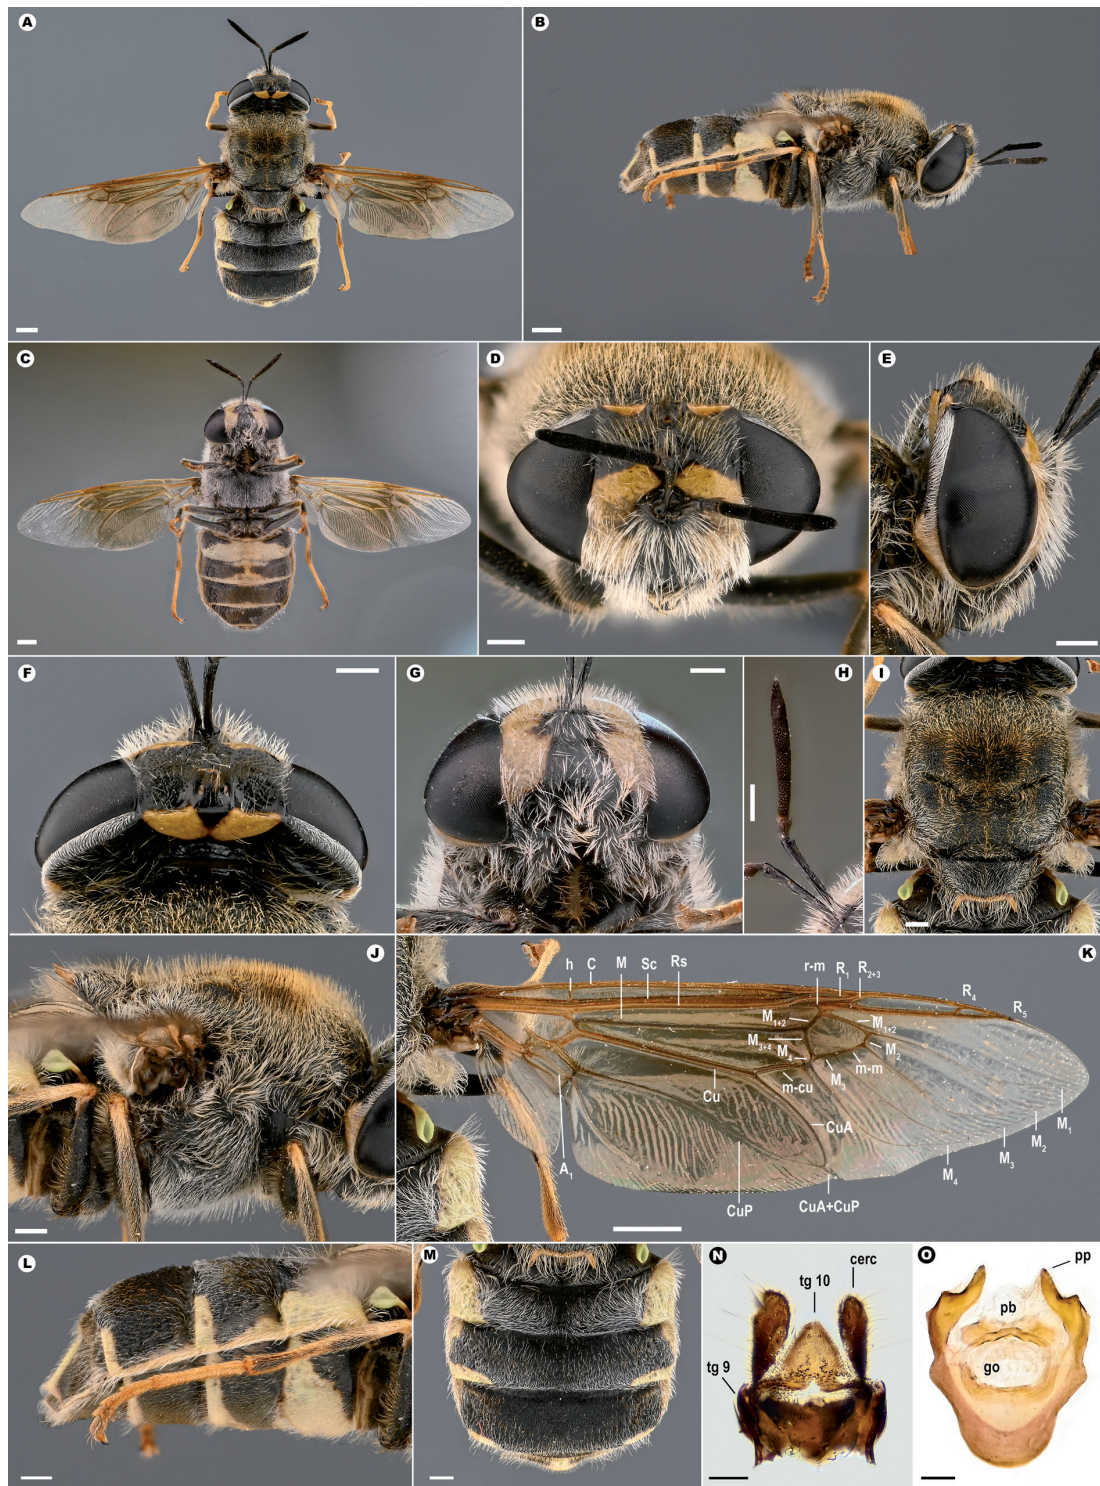 A
B
C
D
E
F
G
H
I
J
K
h C M Sc Rs r-m R1 R2+3 R4 R5
M1+2 M1+2
M3+4 M2
M4 M3 m-m
m-cu
Cu
CuA
A1
CuP
CuA+CuP
M4 M3 M2 M1
L
M
N
tg 10
cerc
tg 9
O
pp
pb
go